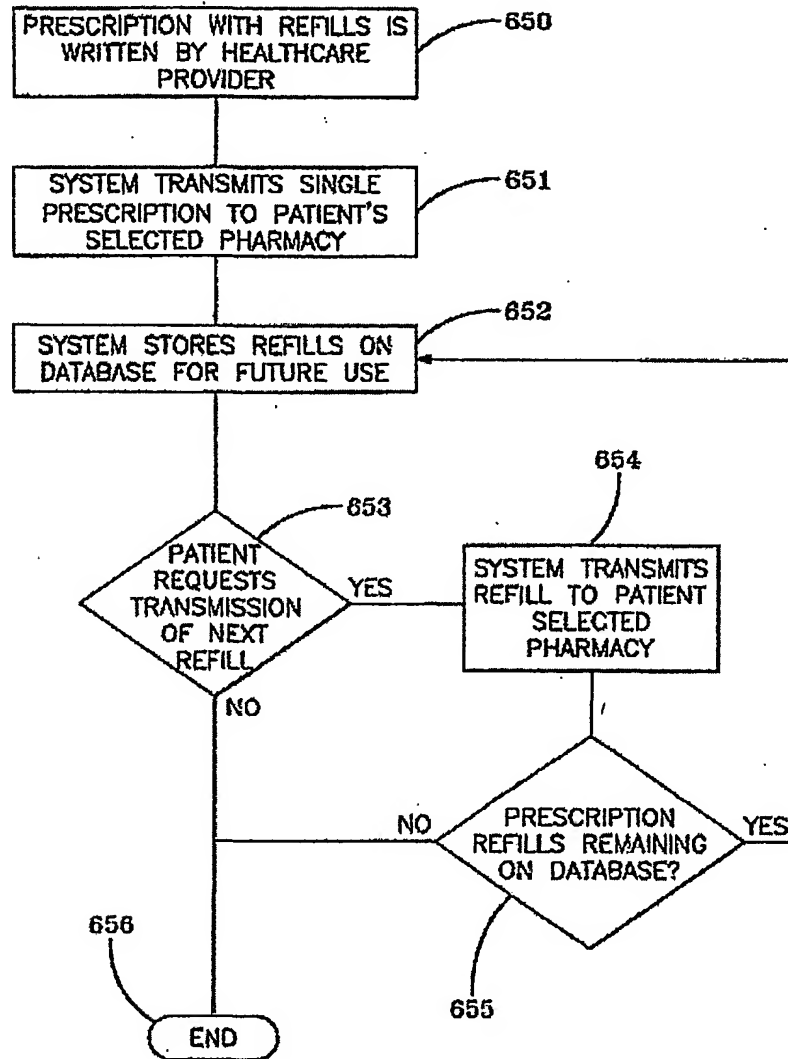 PRESCRIPTION WITH REFILLS IS
WRITTEN BY HEALTHCARE
PROVIDER
650
SYSTEM TRANSMITS SINGLE
PRESCRIPTION TO PATIENT'S
SELECTED PHARMACY
651
SYSTEM STORES REFILLS ON
DATABASE FOR FUTURE USE
652
653
PATIENT
REQUESTS
TRANSMISSION
OF NEXT
REFILL
YES
NO
654
SYSTEM TRANSMITS
REFILL TO PATIENT
SELECTED
PHARMACY
NO
PRESCRIPTION
REFILLS REMAINING
ON DATABASE?
YES
655
656
END